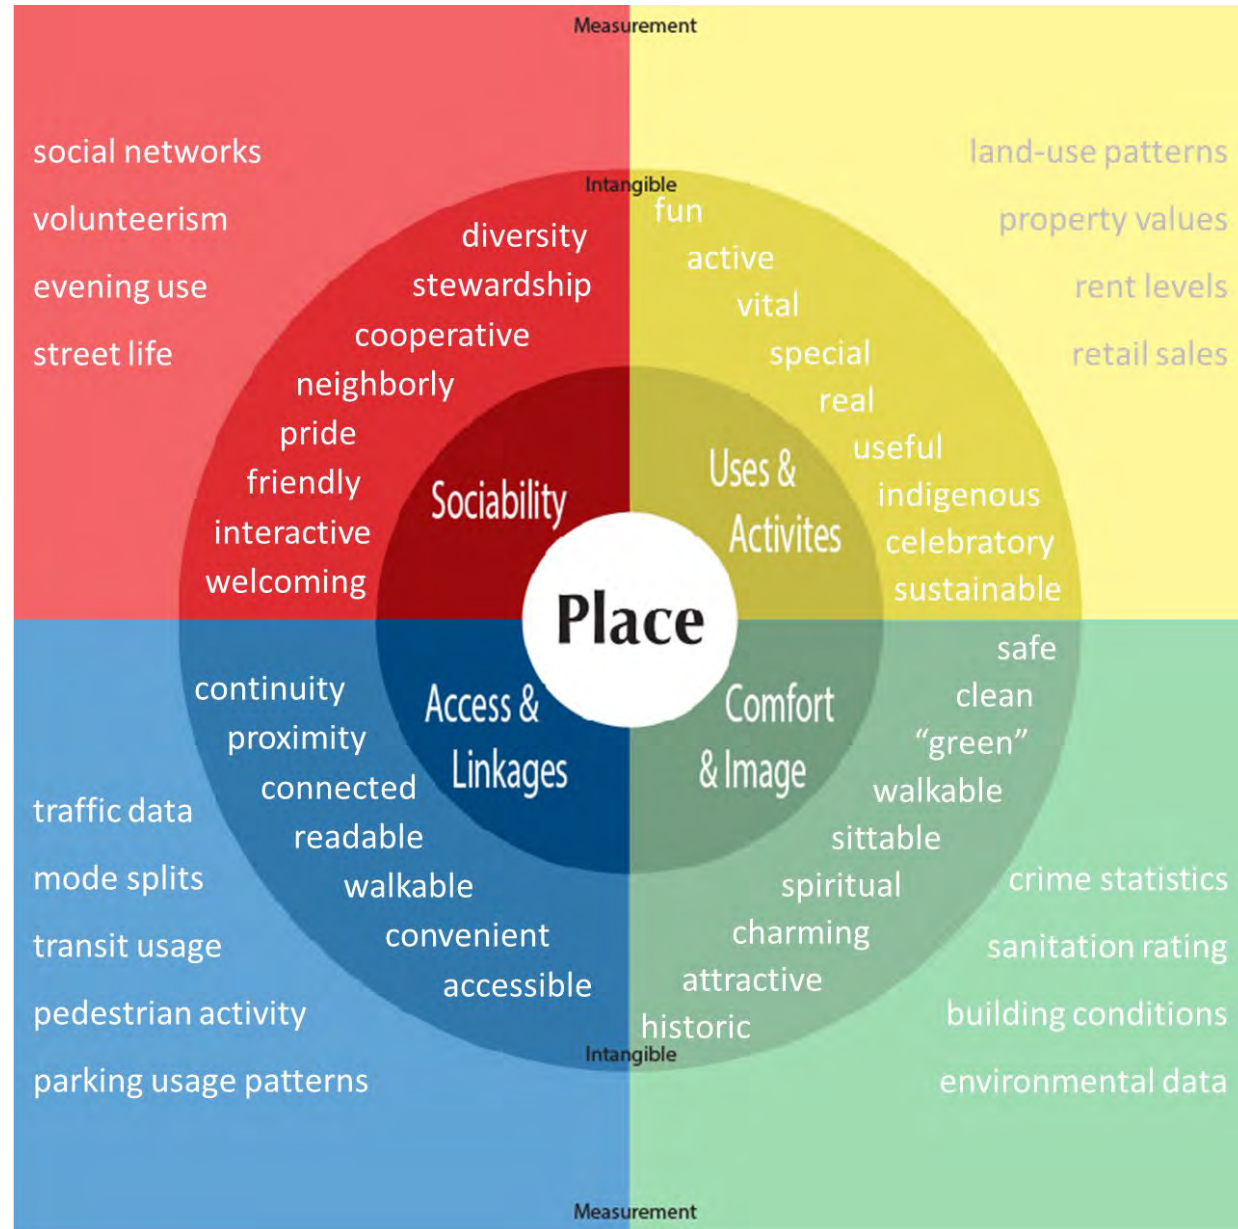 Measurement
social networks
volunteerism
evening use
street life
land-use patterns
property values
rent levels
retail sales
Intangible
diversity
stewardship
cooperative
neighborly
pride
friendly
interactive
welcoming
fun
active
vital
special
real
useful
indigenous
celebratory
sustainable
Sociability
Uses &
Activites
Place
Access &
Linkages
Comfort
& Image
continuity
proximity
connected
readable
walkable
convenient
accessible
safe
clean
“green”
walkable
sittable
spiritual
charming
attractive
historic
Intangible
traffic data
mode splits
transit usage
pedestrian activity
parking usage patterns
crime statistics
sanitation rating
building conditions
environmental data
Measurement